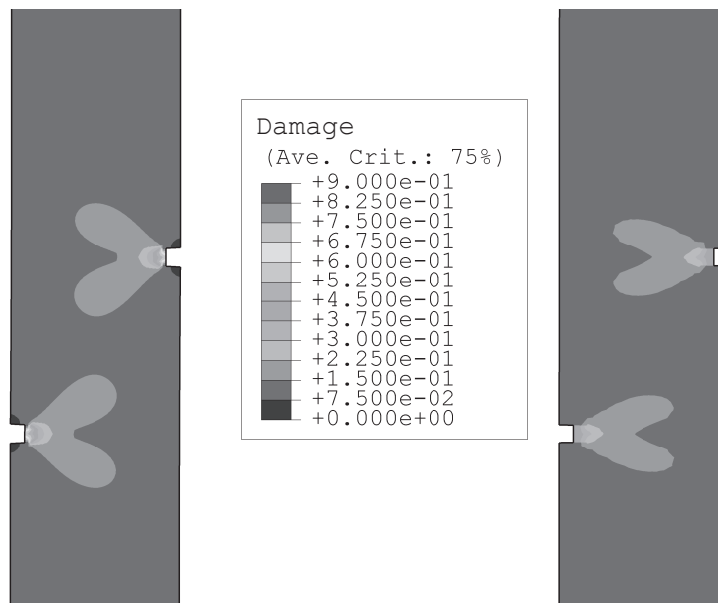 Damage
(Ave. Crit.: 75%)
+9.000e-01
+8.250e-01
+7.500e-01
+6.750e-01
+6.000e-01
+5.250e-01
+4.500e-01
+3.750e-01
+3.000e-01
+2.250e-01
+1.500e-01
+7.500e-02
+0.000e+00